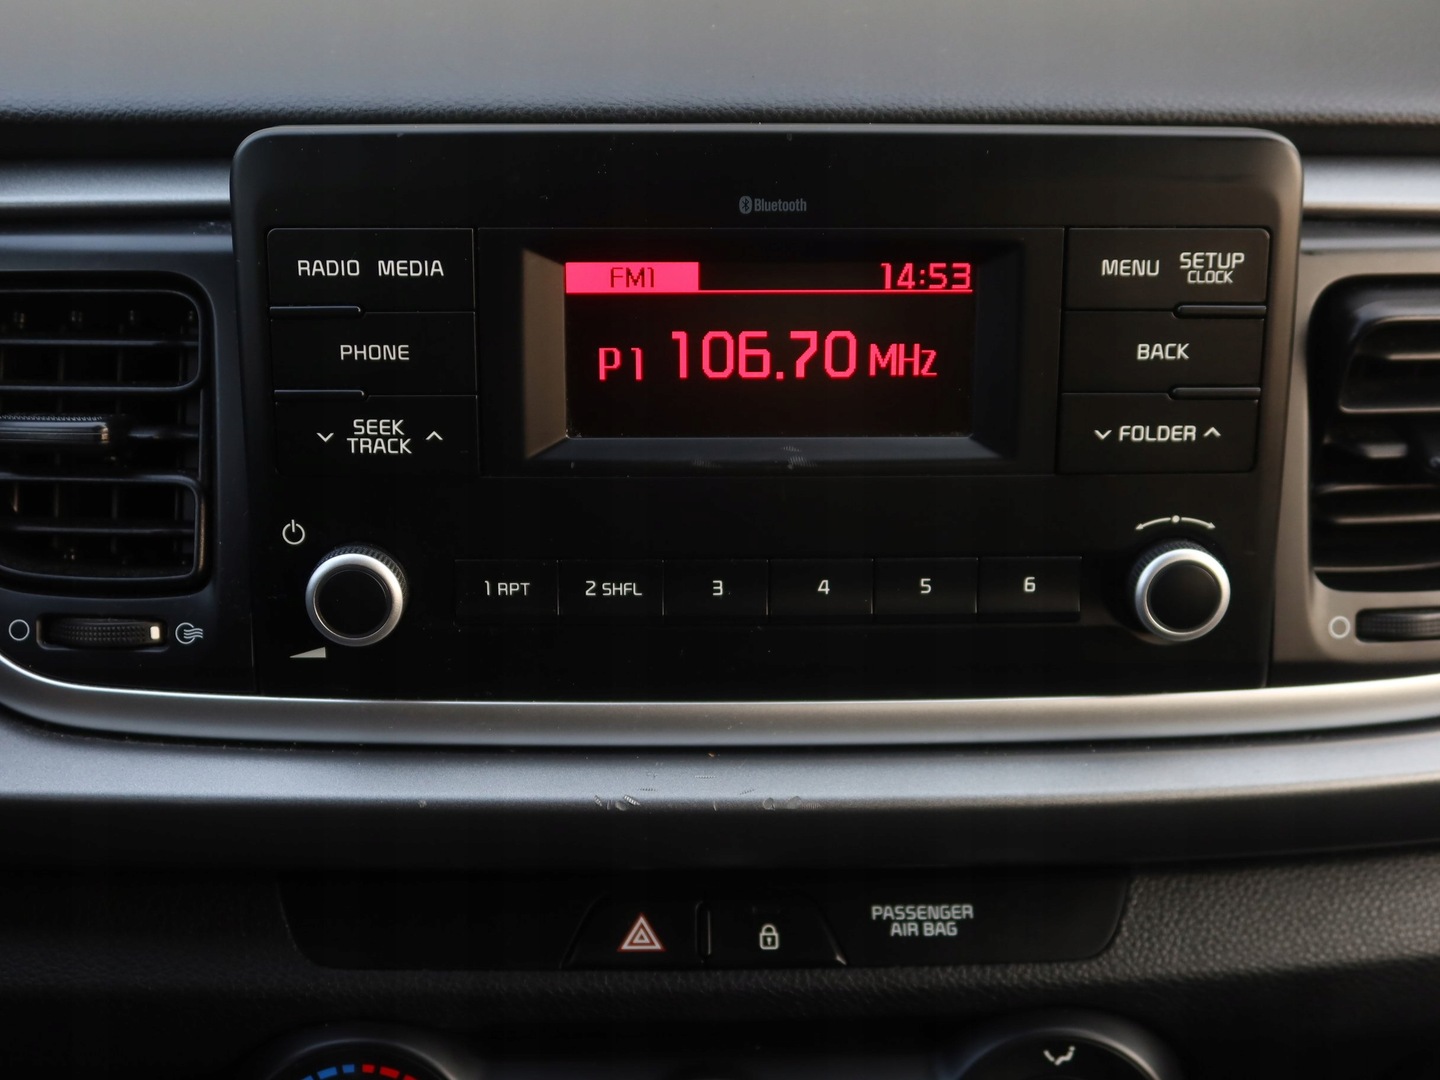 Bluetooth
RADIO MEDIA
FM1 14:53
MENU SETUP
CLOCK
PHONE
P1 106.70 MHz
BACK
SEEK
TRACK
FOLDER
1 RPT 2 SHFL 3 4 5 6
PASSENGER
AIR BAG